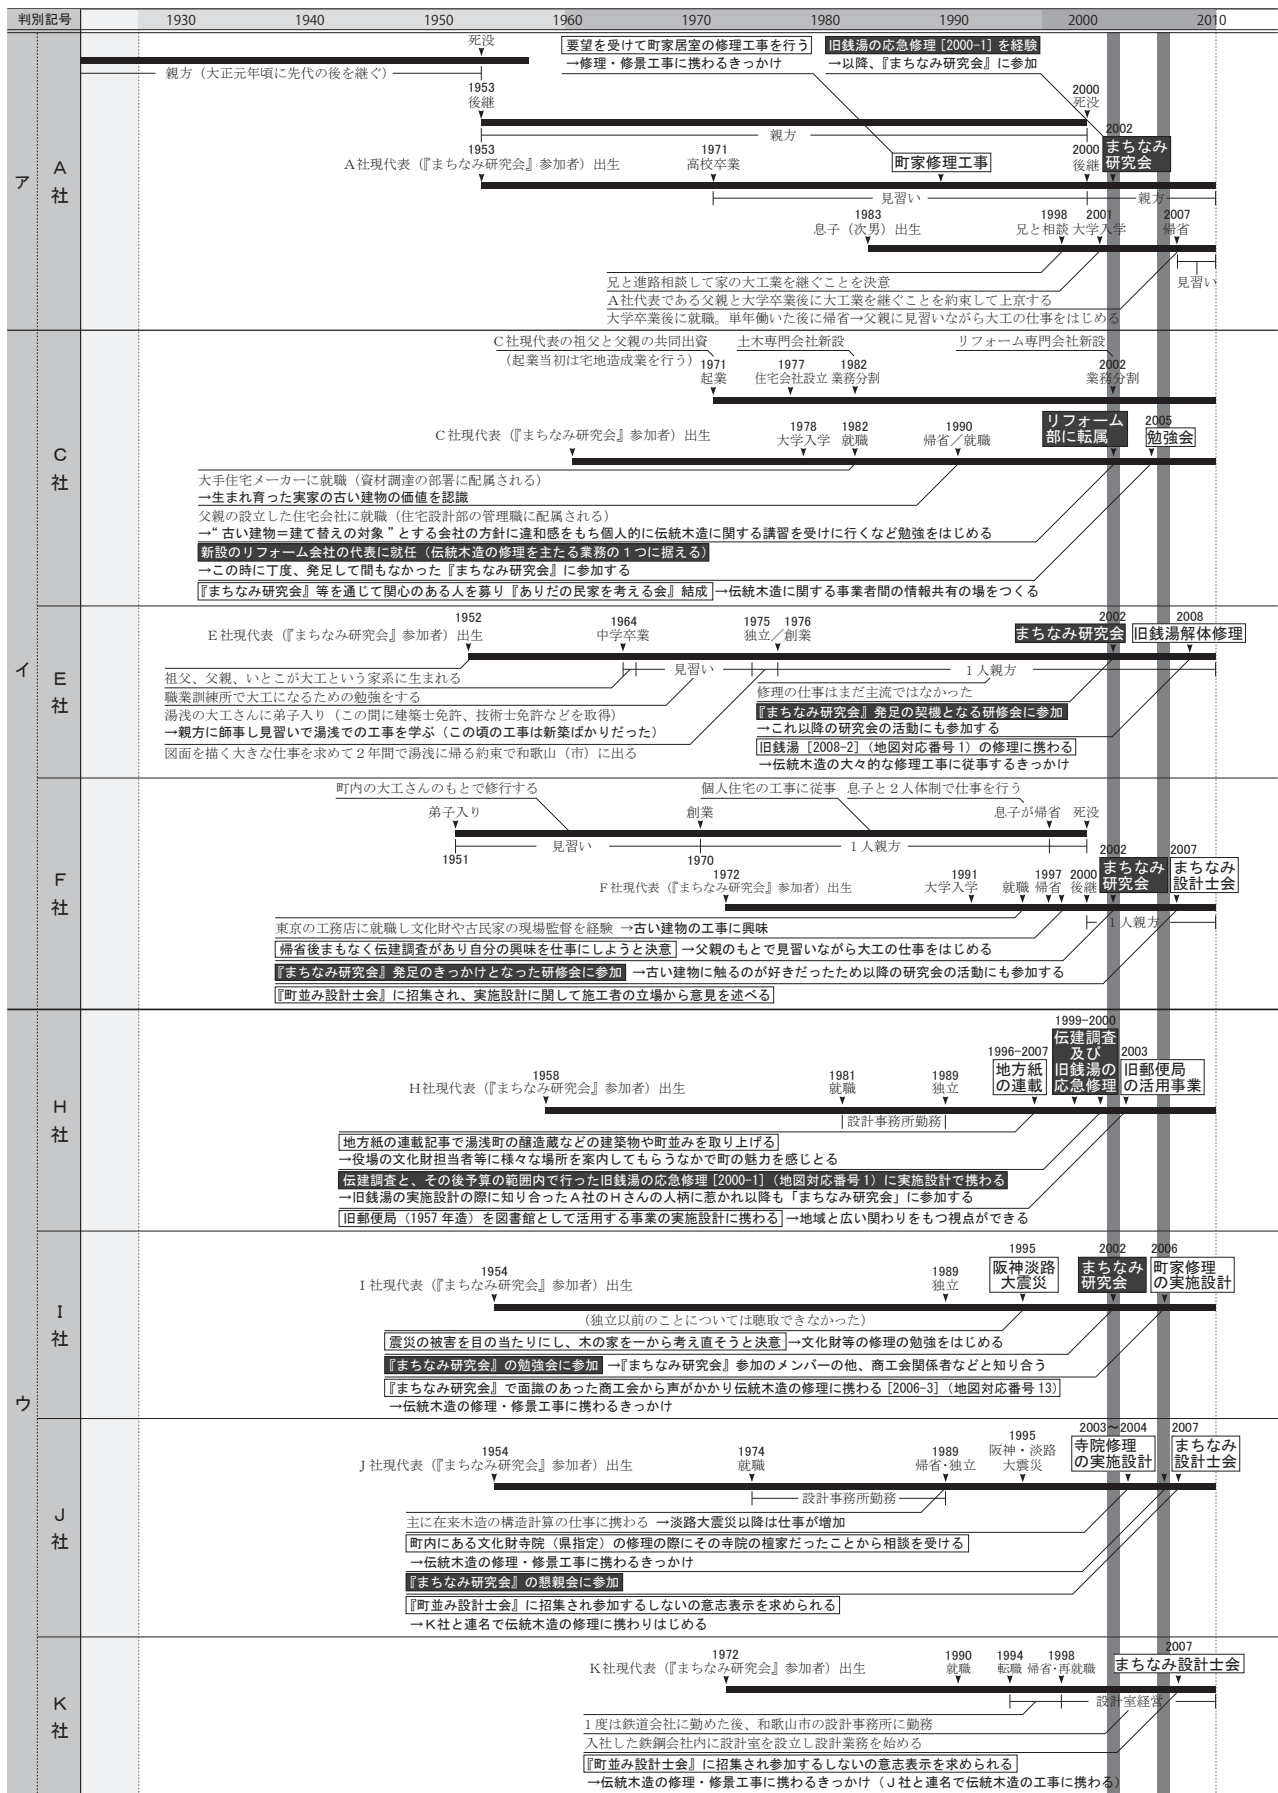 判別記号 1930 1940 1950 1960 1970 1980 1990 2000 2010
ア
A社
死没
親方（大正元年頃に先代の後を継ぐ）
要望を受けて町家居室の修理工事を行う
→修理・修景工事に携わるきっかけ
旧銭湯の応急修理［2000-1］を経験
→以降、『まちなみ研究会』に参加
1953
後継
2000
死没
親方
2002
まちなみ
研究会
1953
A社現代表（『まちなみ研究会』参加者）出生
1971
高校卒業
町家修理工事
2000
後継
見習い
親方
1983
息子（次男）出生
1998
兄と相談
2001
大学入学
2007
帰省
見習い
兄と進路相談して家の大工業を継ぐことを決意
A社代表である父親と大学卒業後に大工業を継ぐことを約束して上京する
大学卒業後に就職。単年働いた後に帰省→父親に見習いながら大工の仕事をはじめる
イ
C社
C社現代表の祖父と父親の共同出資
（起業当初は宅地造成業を行う）
土木専門会社新設
リフォーム専門会社新設
1971
起業
1977
住宅会社設立
1982
業務分割
2002
業務分割
C社現代表（『まちなみ研究会』参加者）出生
1978
大学入学
1982
就職
1990
帰省／就職
リフォーム
部に転属
2005
勉強会
大手住宅メーカーに就職（資材調達の部署に配属される）
→生まれ育った実家の古い建物の価値を認識
父親の設立した住宅会社に就職（住宅設計部の管理職に配属される）
→“古い建物＝建て替えの対象”とする会社の方針に違和感をもち個人的に伝統木造に関する講習を受けに行くなど勉強をはじめる
新設のリフォーム会社の代表に就任（伝統木造の修理を主たる業務の１つに据える）
→この時に丁度、発足して間もなかった『まちなみ研究会』に参加する
『まちなみ研究会』等を通じて関心のある人を募り『ありだの民家を考える会』結成→伝統木造に関する事業者間の情報共有の場をつくる
E社
1952
E社現代表（『まちなみ研究会』参加者）出生
1964
中学卒業
1975 1976
独立／創業
2002
まちなみ研究会
2008
旧銭湯解体修理
見習い
1人親方
祖父、父親、いとこが大工という家系に生まれる
職業訓練所で大工になるための勉強をする
湯浅の大工さんに弟子入り（この間に建築士免許、技術士免許などを取得）
→親方に師事し見習いで湯浅での工事を学ぶ（この頃の工事は新築ばかりだった）
図面を描く大きな仕事を求めて２年間で湯浅に帰る約束で和歌山（市）に出る
修理の仕事はまだ主流ではなかった
『まちなみ研究会』発足の契機となる研修会に参加
→これ以降の研究会の活動にも参加する
旧銭湯［2008-2］（地図対応番号1）の修理に携わる
→伝統木造の大々的な修理工事に従事するきっかけ
F社
町内の大工さんのもとで修行する
個人住宅の工事に従事
息子と２人体制で仕事を行う
弟子入り
創業
息子が帰省
死没
見習い
1人親方
1951
1970
1972
F社現代表（『まちなみ研究会』参加者）出生
1991
大学入学
就職
1997
帰省
2000
後継
2002
まちなみ
研究会
2007
まちなみ
設計士会
1人親方
東京の工務店に就職し文化財や古民家の現場監督を経験 →古い建物の工事に興味
帰省後まもなく伝建調査があり自分の興味を仕事にしようと決意 →父親のもとで見習いながら大工の仕事をはじめる
『まちなみ研究会』発足のきっかけとなった研修会に参加 →古い建物に触るのが好きだったため以降の研究会の活動にも参加する
『町並み設計士会』に招集され、実施設計に関して施工者の立場から意見を述べる
ウ
H社
1958
H社現代表（『まちなみ研究会』参加者）出生
1981
就職
1989
独立
設計事務所勤務
1996-2007
地方紙
の連載
1999-2000
伝建調査
及び
旧銭湯の
応急修理
2003
旧郵便局
の活用事業
地方紙の連載記事で湯浅町の醸造蔵などの建築物や町並みを取り上げる
→役場の文化財担当者等に様々な場所を案内してもらうなかで町の魅力を感じとる
伝建調査と、その後予算の範囲内で行った旧銭湯の応急修理［2000-1］（地図対応番号1）に実施設計で携わる
→旧銭湯の実施設計の際に知り合ったA社のHさんの人柄に惹かれ以降も「まちなみ研究会」に参加する
旧郵便局（1957年造）を図書館として活用する事業の実施設計に携わる →地域と広い関わりをもつ視点ができる
I社
1954
I社現代表（『まちなみ研究会』参加者）出生
1989
独立
1995
阪神淡路
大震災
2002
まちなみ
研究会
2006
町家修理
の実施設計
（独立以前のことについては聴取できなかった）
震災の被害を目の当たりにし、木の家を一から考え直そうと決意 →文化財等の修理の勉強をはじめる
『まちなみ研究会』の勉強会に参加 →『まちなみ研究会』参加のメンバーの他、商工会関係者などと知り合う
『まちなみ研究会』で面識のあった商工会から声がかかり伝統木造の修理に携わる［2006-3］（地図対応番号13）
→伝統木造の修理・修景工事に携わるきっかけ
J社
1954
J社現代表（『まちなみ研究会』参加者）出生
1974
就職
1989
帰省・独立
1995
阪神・淡路
大震災
2003〜2004
寺院修理
の実施設計
2007
まちなみ
設計士会
設計事務所勤務
主に在来木造の構造計算の仕事に携わる →淡路大震災以降は仕事が増加
町内にある文化財寺院（県指定）の修理の際にその寺院の檀家だったことから相談を受ける
→伝統木造の修理・修景工事に携わるきっかけ
『まちなみ研究会』の懇親会に参加
『町並み設計士会』に招集され参加するしないの意志表示を求められる
→K社と連名で伝統木造の修理に携わりはじめる
K社
1972
K社現代表（『まちなみ研究会』参加者）出生
1990
就職
1994
転職
1998
帰省・再就職
2007
まちなみ設計士会
設計室経営
1度は鉄道会社に勤めた後、和歌山市の設計事務所に勤務
入社した鉄鋼会社内に設計室を設立し設計業務を始める
『町並み設計士会』に招集され参加するしないの意志表示を求められる
→伝統木造の修理・修景工事に携わるきっかけ（J社と連名で伝統木造の工事に携わる）